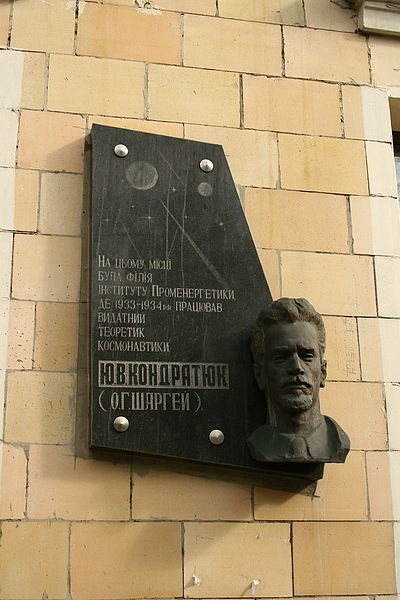 На цьому місці
була філія
інституту Променергетики,
де 1933-1934 рр. працював
видатний
теоретик
космонавтики
Ю.В.КОНДРАТЮК
(О.Г.ШАРГЕЙ).